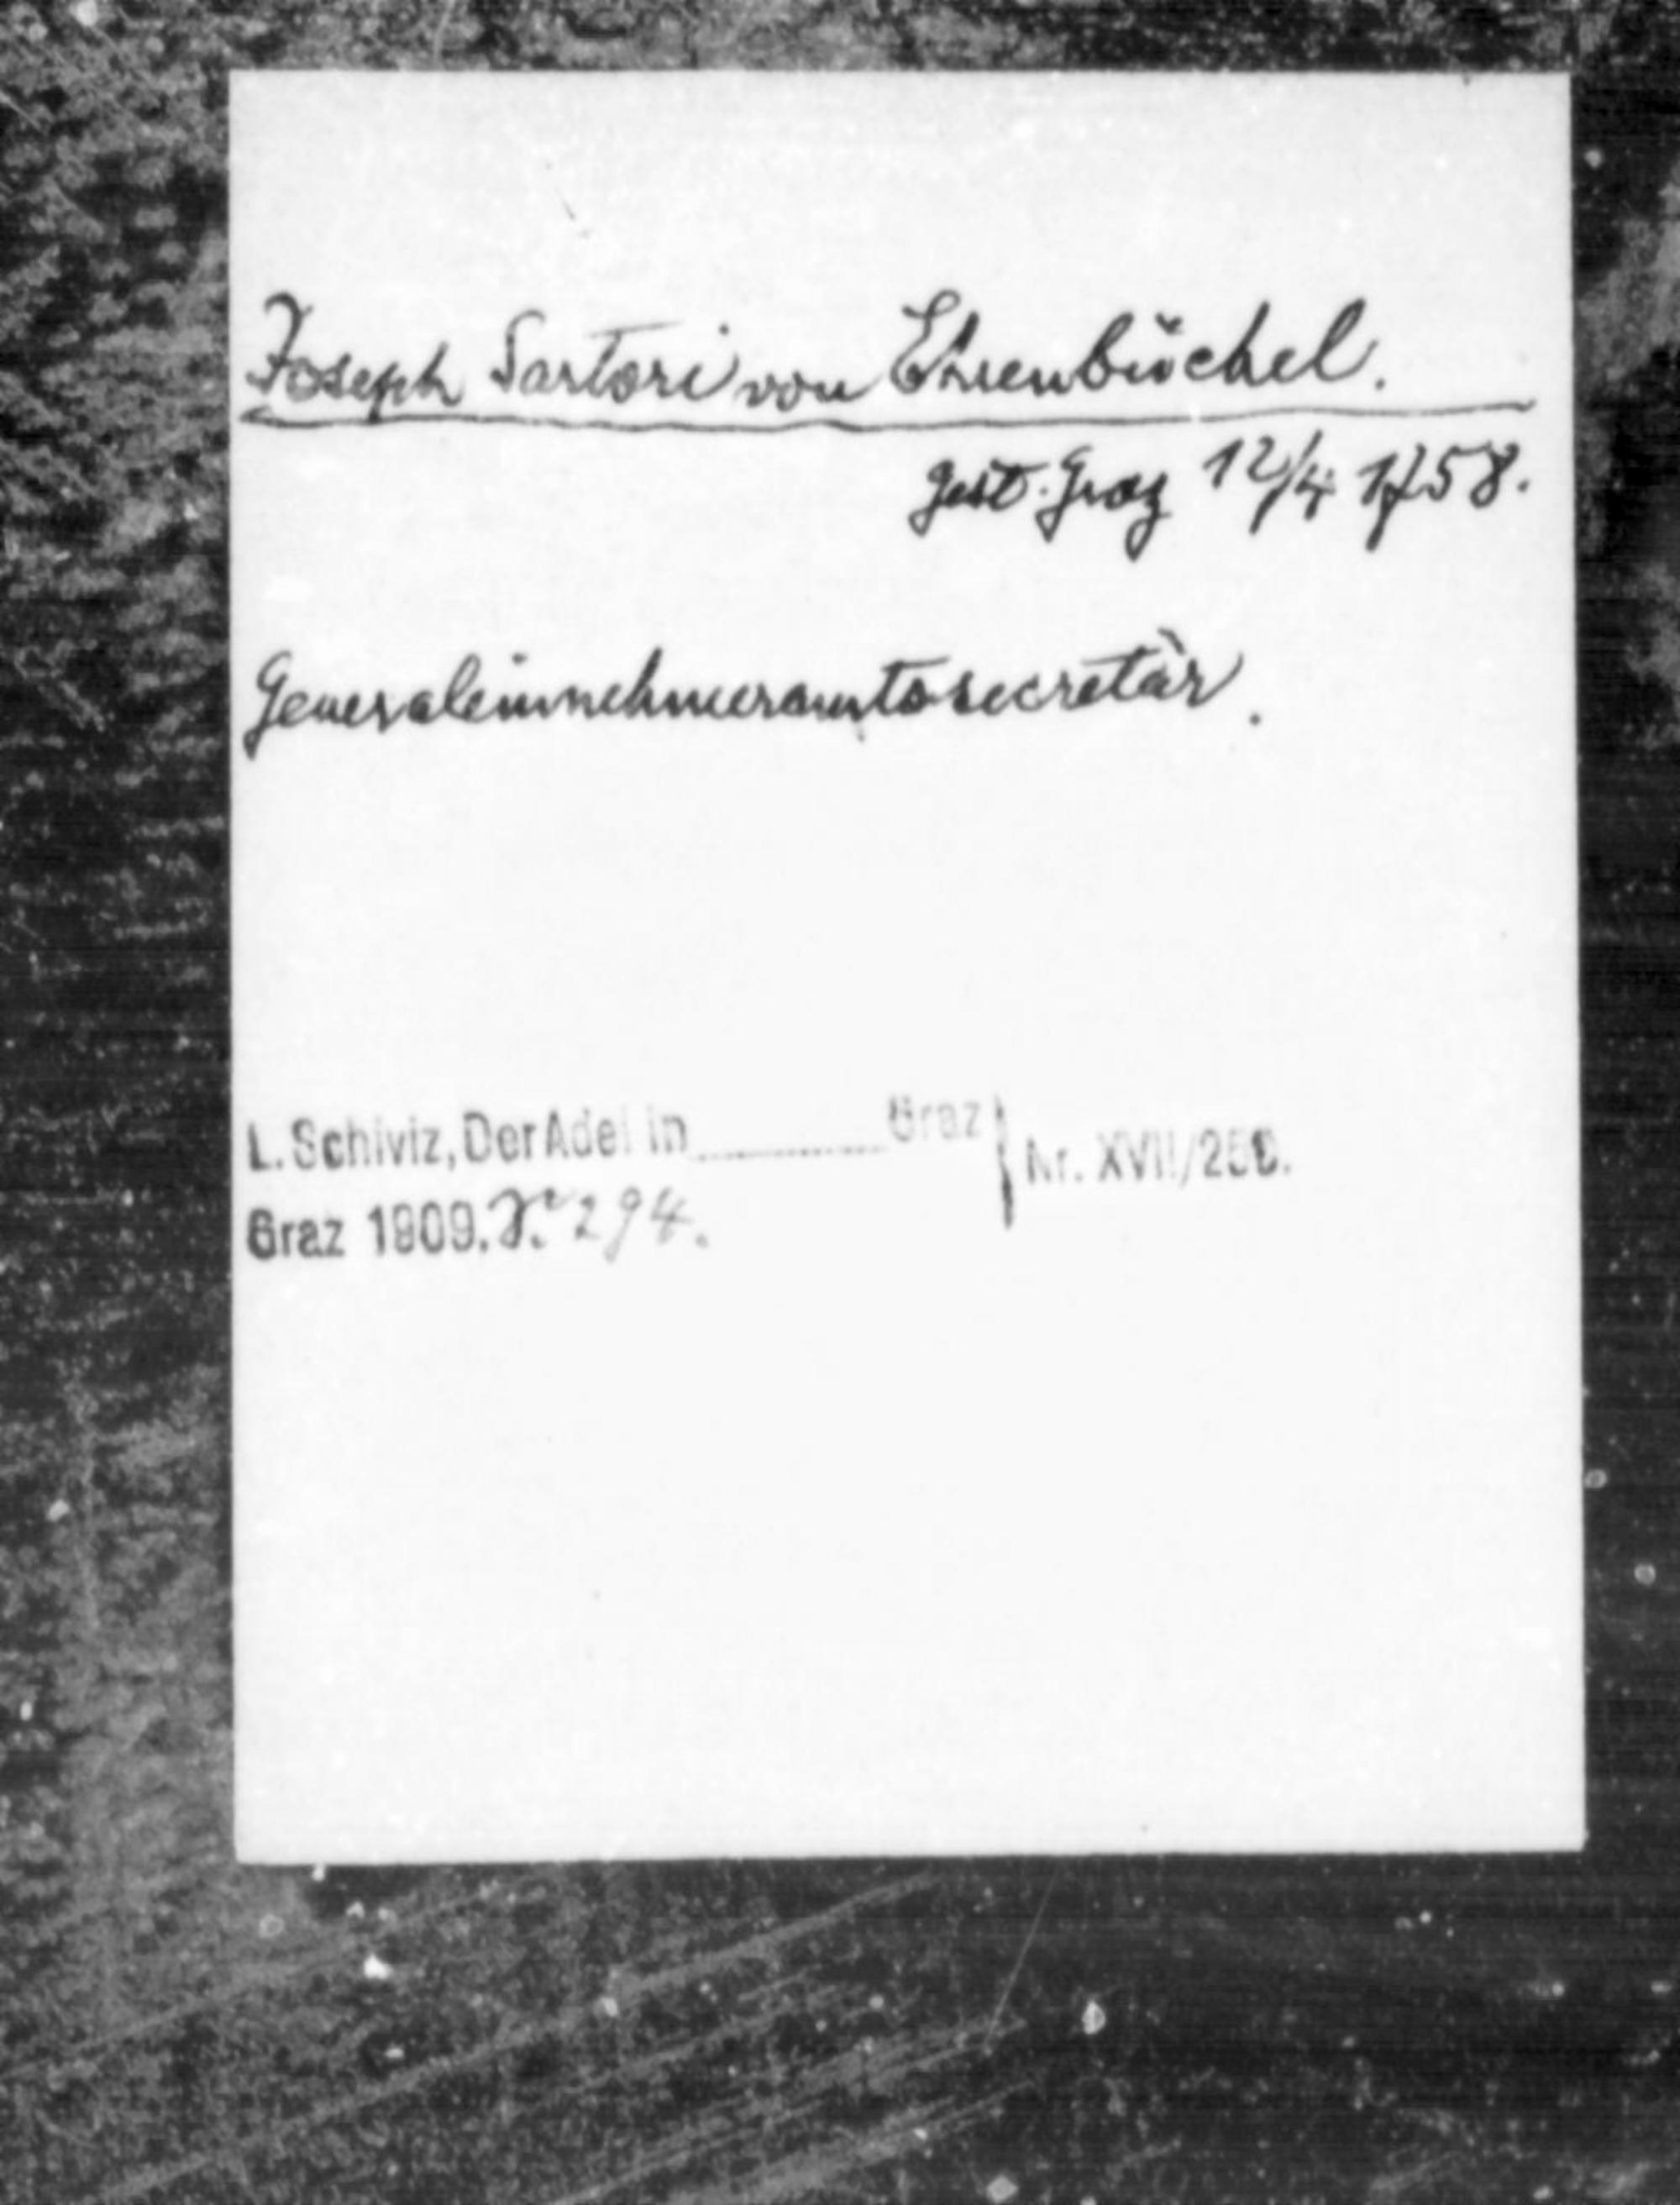 Joseph Sartori von Ehrenbüchel.
gest. Graz 12/4 1758.
Generaleinnehmeramtssecretär.
L. Schiviz, Der Adel in Graz
Nr. XVII/258.
Graz 1909. S. 294.